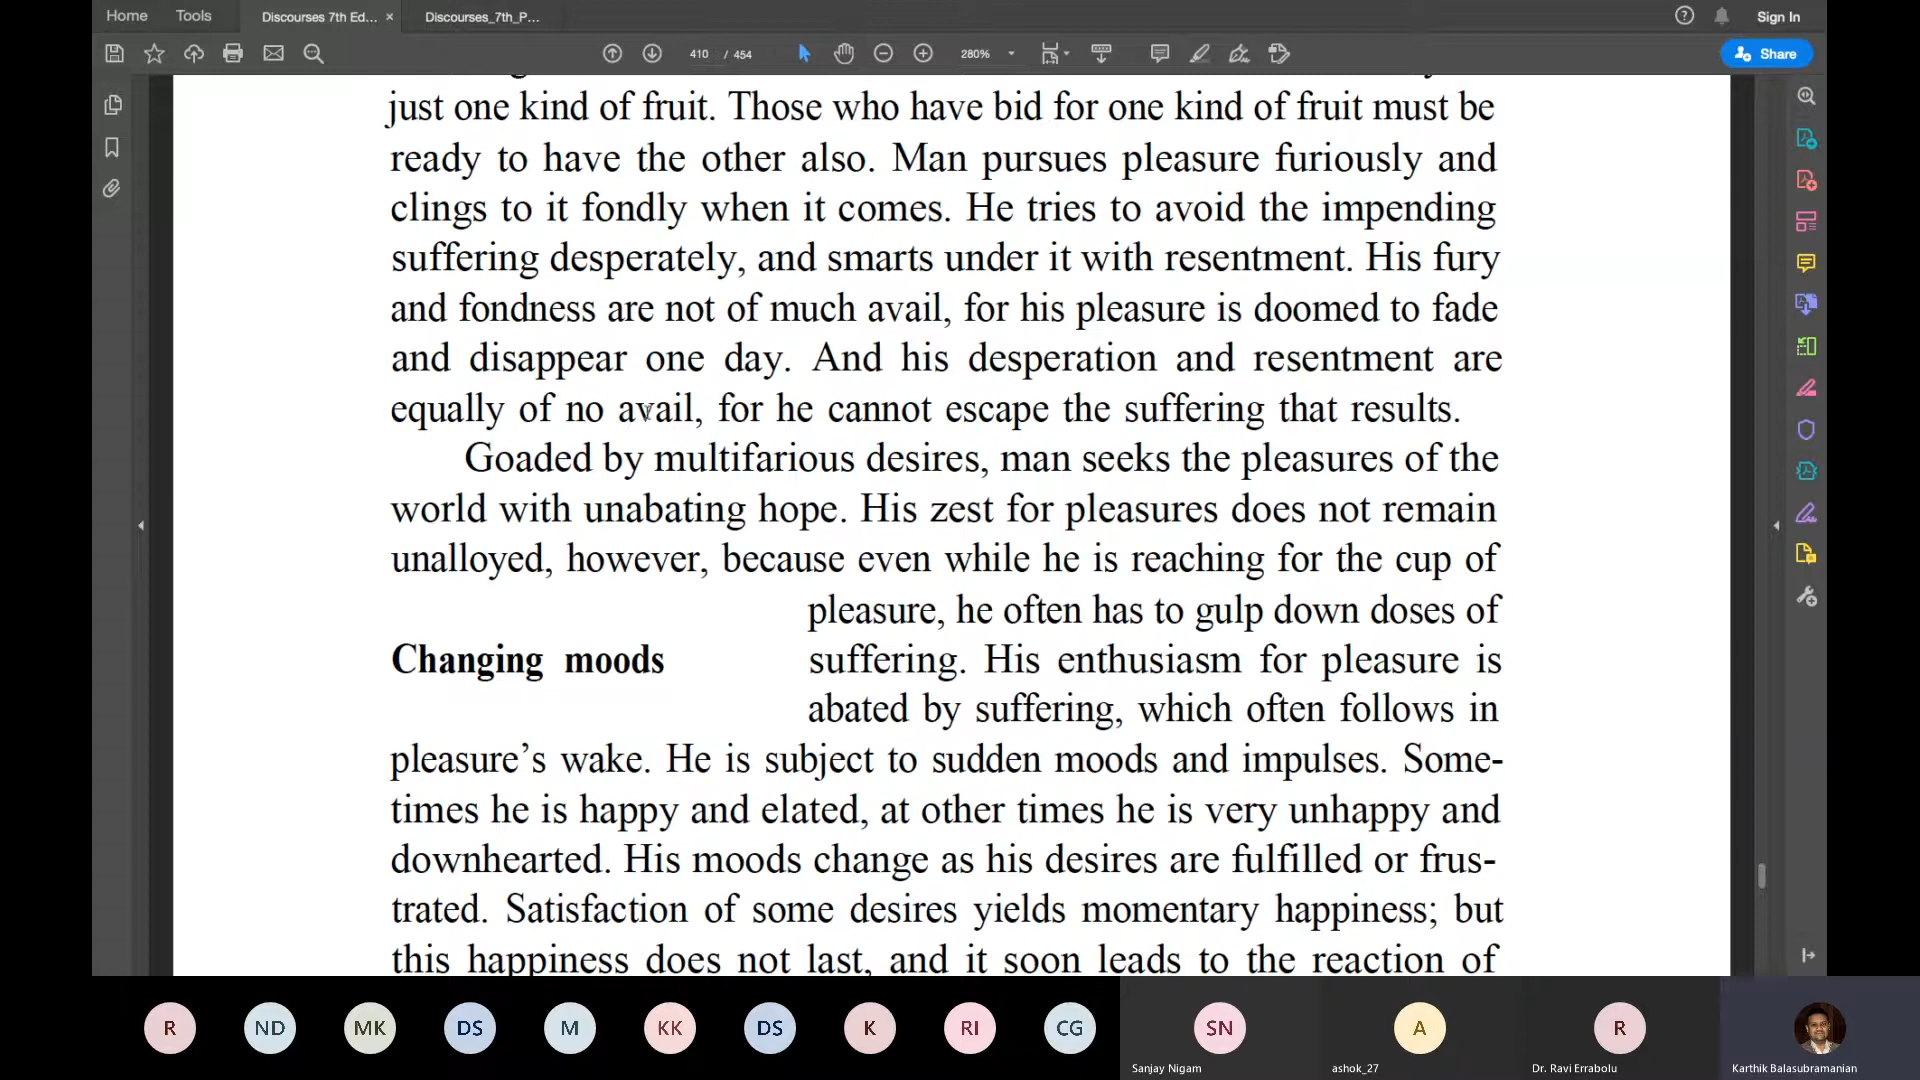 Home Tools Discourses 7th Ed... × Discourses_7th_P... Sign In
410 / 454 280% Share
just one kind of fruit. Those who have bid for one kind of fruit must be
ready to have the other also. Man pursues pleasure furiously and
clings to it fondly when it comes. He tries to avoid the impending
suffering desperately, and smarts under it with resentment. His fury
and fondness are not of much avail, for his pleasure is doomed to fade
and disappear one day. And his desperation and resentment are
equally of no avail, for he cannot escape the suffering that results.
Goaded by multifarious desires, man seeks the pleasures of the
world with unabating hope. His zest for pleasures does not remain
unalloyed, however, because even while he is reaching for the cup of
pleasure, he often has to gulp down doses of
Changing moods suffering. His enthusiasm for pleasure is
abated by suffering, which often follows in
pleasure’s wake. He is subject to sudden moods and impulses. Some-
times he is happy and elated, at other times he is very unhappy and
downhearted. His moods change as his desires are fulfilled or frus-
trated. Satisfaction of some desires yields momentary happiness; but
this happiness does not last, and it soon leads to the reaction of
R ND MK DS M KK DS K RI CG SN A R
Sanjay Nigam ashok_27 Dr. Ravi Errabolu Karthik Balasubramanian